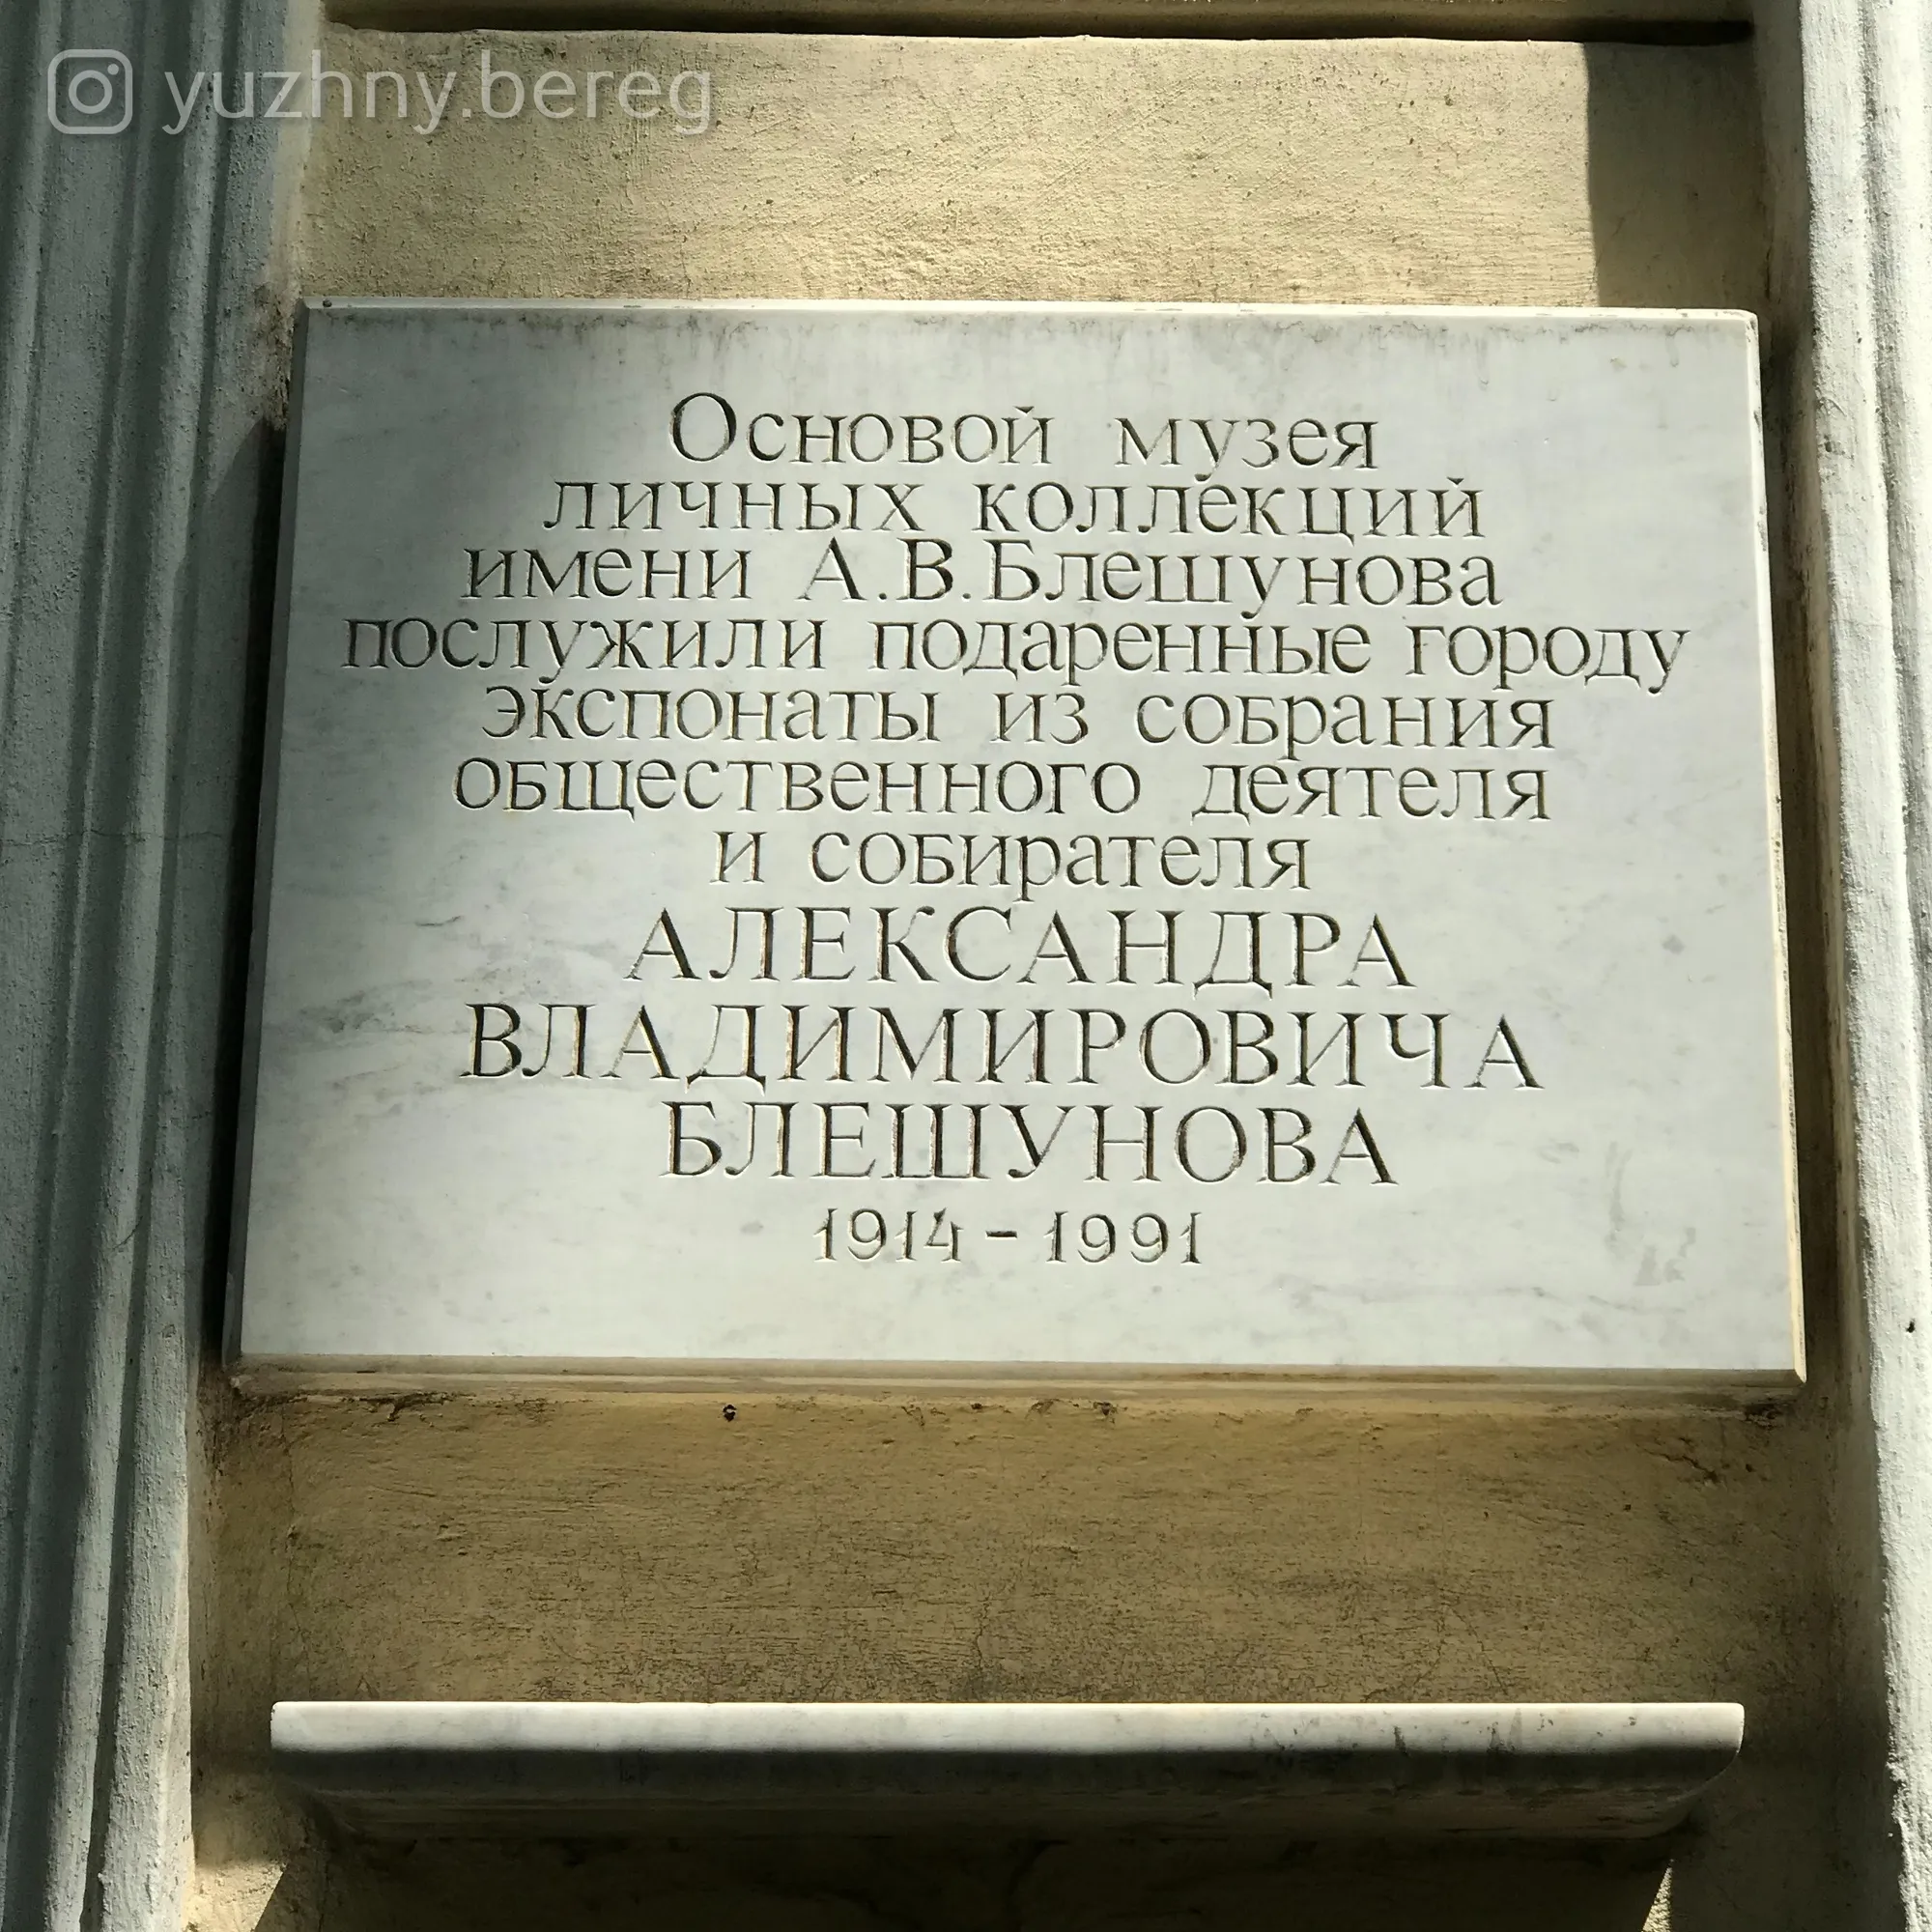 yuzhny.bereg
Основой музея
личных коллекций
имени А.В.Блешунова
послужили подаренные городу
экспонаты из собрания
общественного деятеля
и собирателя
АЛЕКСАНДРА
ВЛАДИМИРОВИЧА
БЛЕШУНОВА
1914-1991